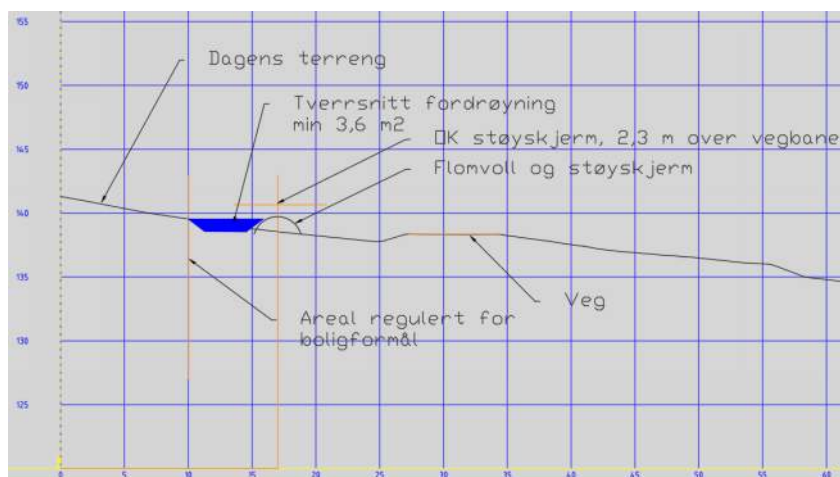 155
150
145
140
135
130
125
Dagens terreng
Tverrsnitt fordrøyning
min 3,6 m2
OK støyskjerm, 2,3 m over vegbane
Flomvoll og støyskjerm
Veg
Areal regulert for
boligformål
0 5 10 15 20 25 30 35 40 45 50 55 60